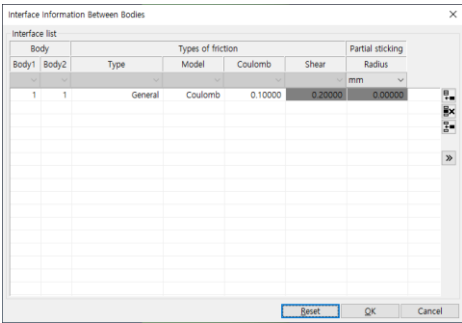 Interface Information Between Bodies
Interface list
Body Types of friction Partial sticking
Body1 Body2 Type Model Coulomb Shear Radius
mm
1 1 General Coulomb 0.10000 0.20000 0.00000
Reset OK Cancel